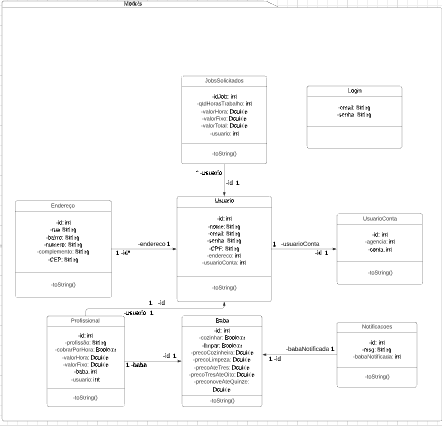 Models
JobsSolicitados
-idJob: int
-qtdHorasTrabalho: int
-valorHora: Double
-valorFixo: Double
-valorTotal: Double
-usuario: int
-toString()
Login
-email: String
-senha: String
* -usuario
-id 1
Endereço
-id: int
-rua: String
-bairro: String
-numero: String
-complemento: String
-CEP: String
-toString()
-endereco 1
1 -id*
Usuario
-id: int
-nome: String
-email: String
-senha: String
-CPF: String
-endereco: int
-usuarioConta: int
-toString()
1 -usuarioConta
-id 1
UsuarioConta
-id: int
-agencia: int
-conta: int
-toString()
1 -id
-usuario 1
Profissional
-id: int
-profissão: String
-cobrarPorHora: Boolean
-valorHora: Double
-valorFixo: Double
-baba: int
-usuario: int
-toString()
-id 1
1 -baba
Baba
-id: int
-cozinhar: Boolean
-limpar: Boolean
-precoCozinheira: Double
-precoLimpeza: Double
-precoAteTres: Double
-precoTresAteOito: Double
-preconoveAteQuinze:
Double
-toString()
-babaNotificada 1
1 -id
Notificacoes
-id: int
-msg: String
-babaNotificada: int
-toString()